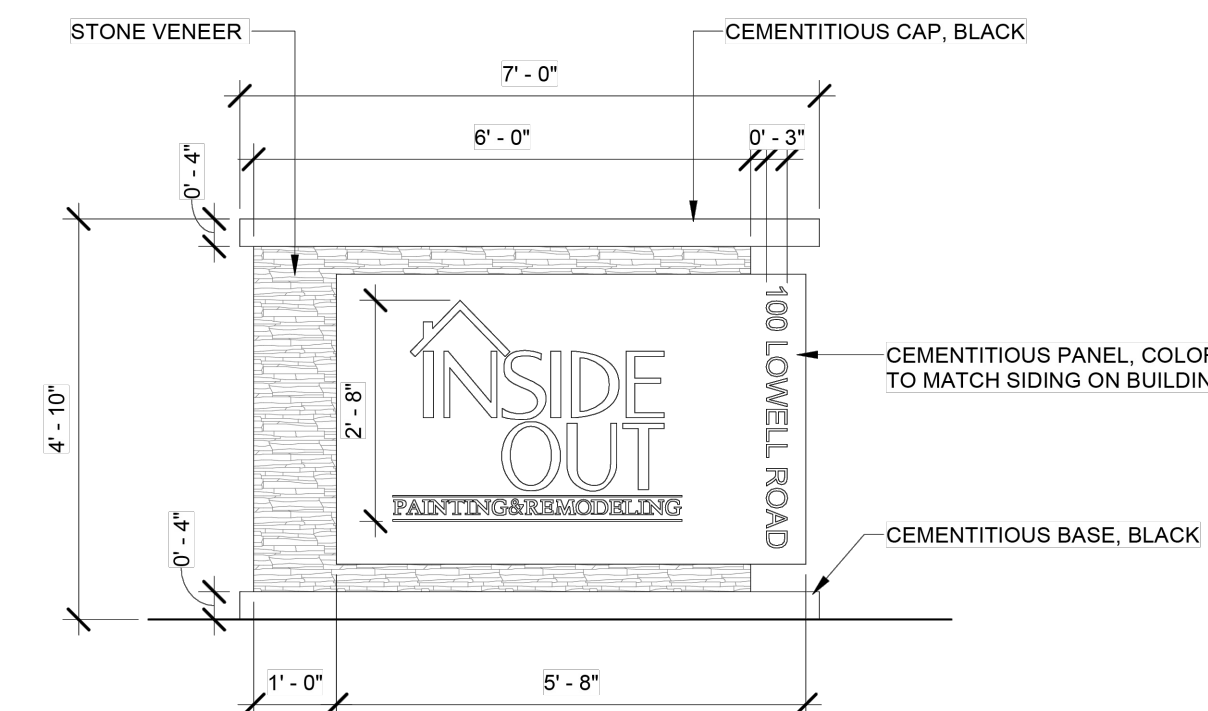 STONE VENEER
CEMENTITIOUS CAP, BLACK
7' - 0"
6' - 0"
0' - 3"
0' - 4"
4' - 10"
2' - 8"
INSIDE
OUT
PAINTING&REMODELING
100 LOWELL ROAD
CEMENTITIOUS PANEL, COLOR
TO MATCH SIDING ON
0' - 4"
CEMENTITIOUS BASE, BLACK
1' - 0"
5' - 8"